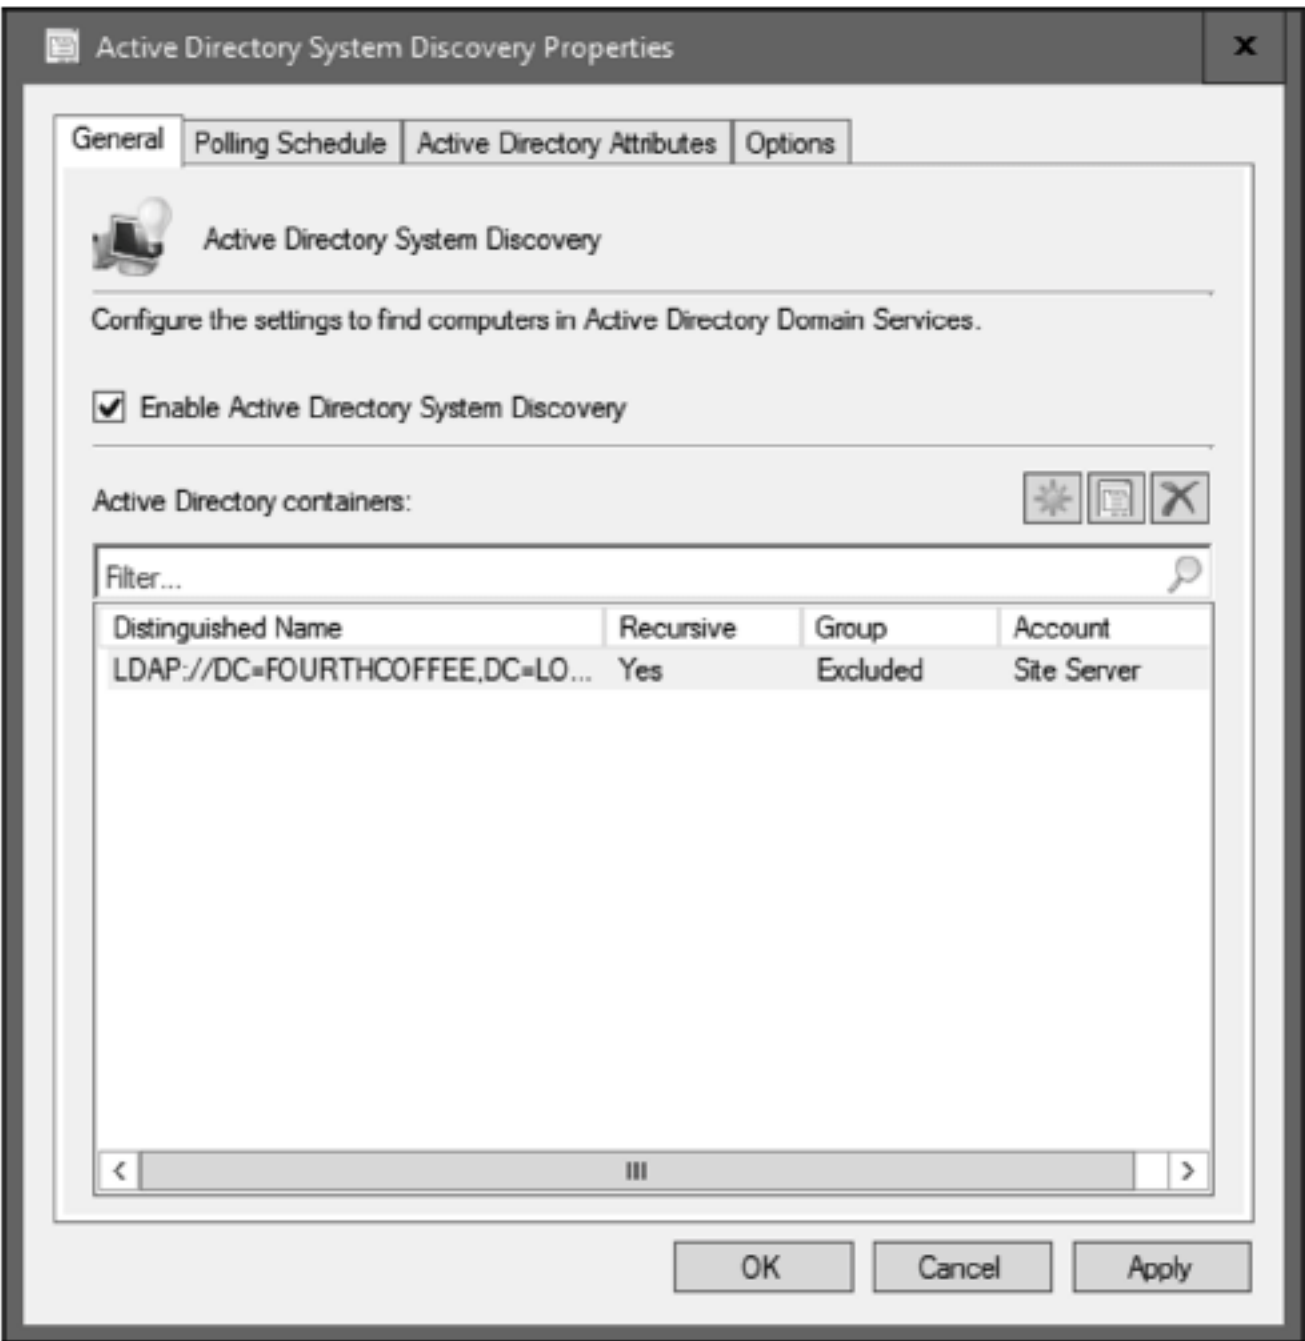 Active Directory System Discovery Properties
General Polling Schedule Active Directory Attributes Options
Active Directory System Discovery
Configure the settings to find computers in Active Directory Domain Services.
Enable Active Directory System Discovery
Active Directory containers:
Filter...
Distinguished Name Recursive Group Account
LDAP://DC=FOURTHCOFFEE,DC=LO... Yes Excluded Site Server
OK Cancel Apply